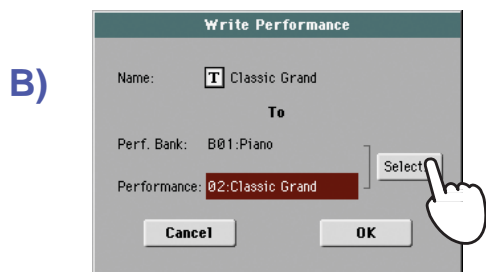 B)
Write Performance
Name: T Classic Grand
To
Perf. Bank: B01:Piano
Select
Performance: 02:Classic Grand
Cancel OK